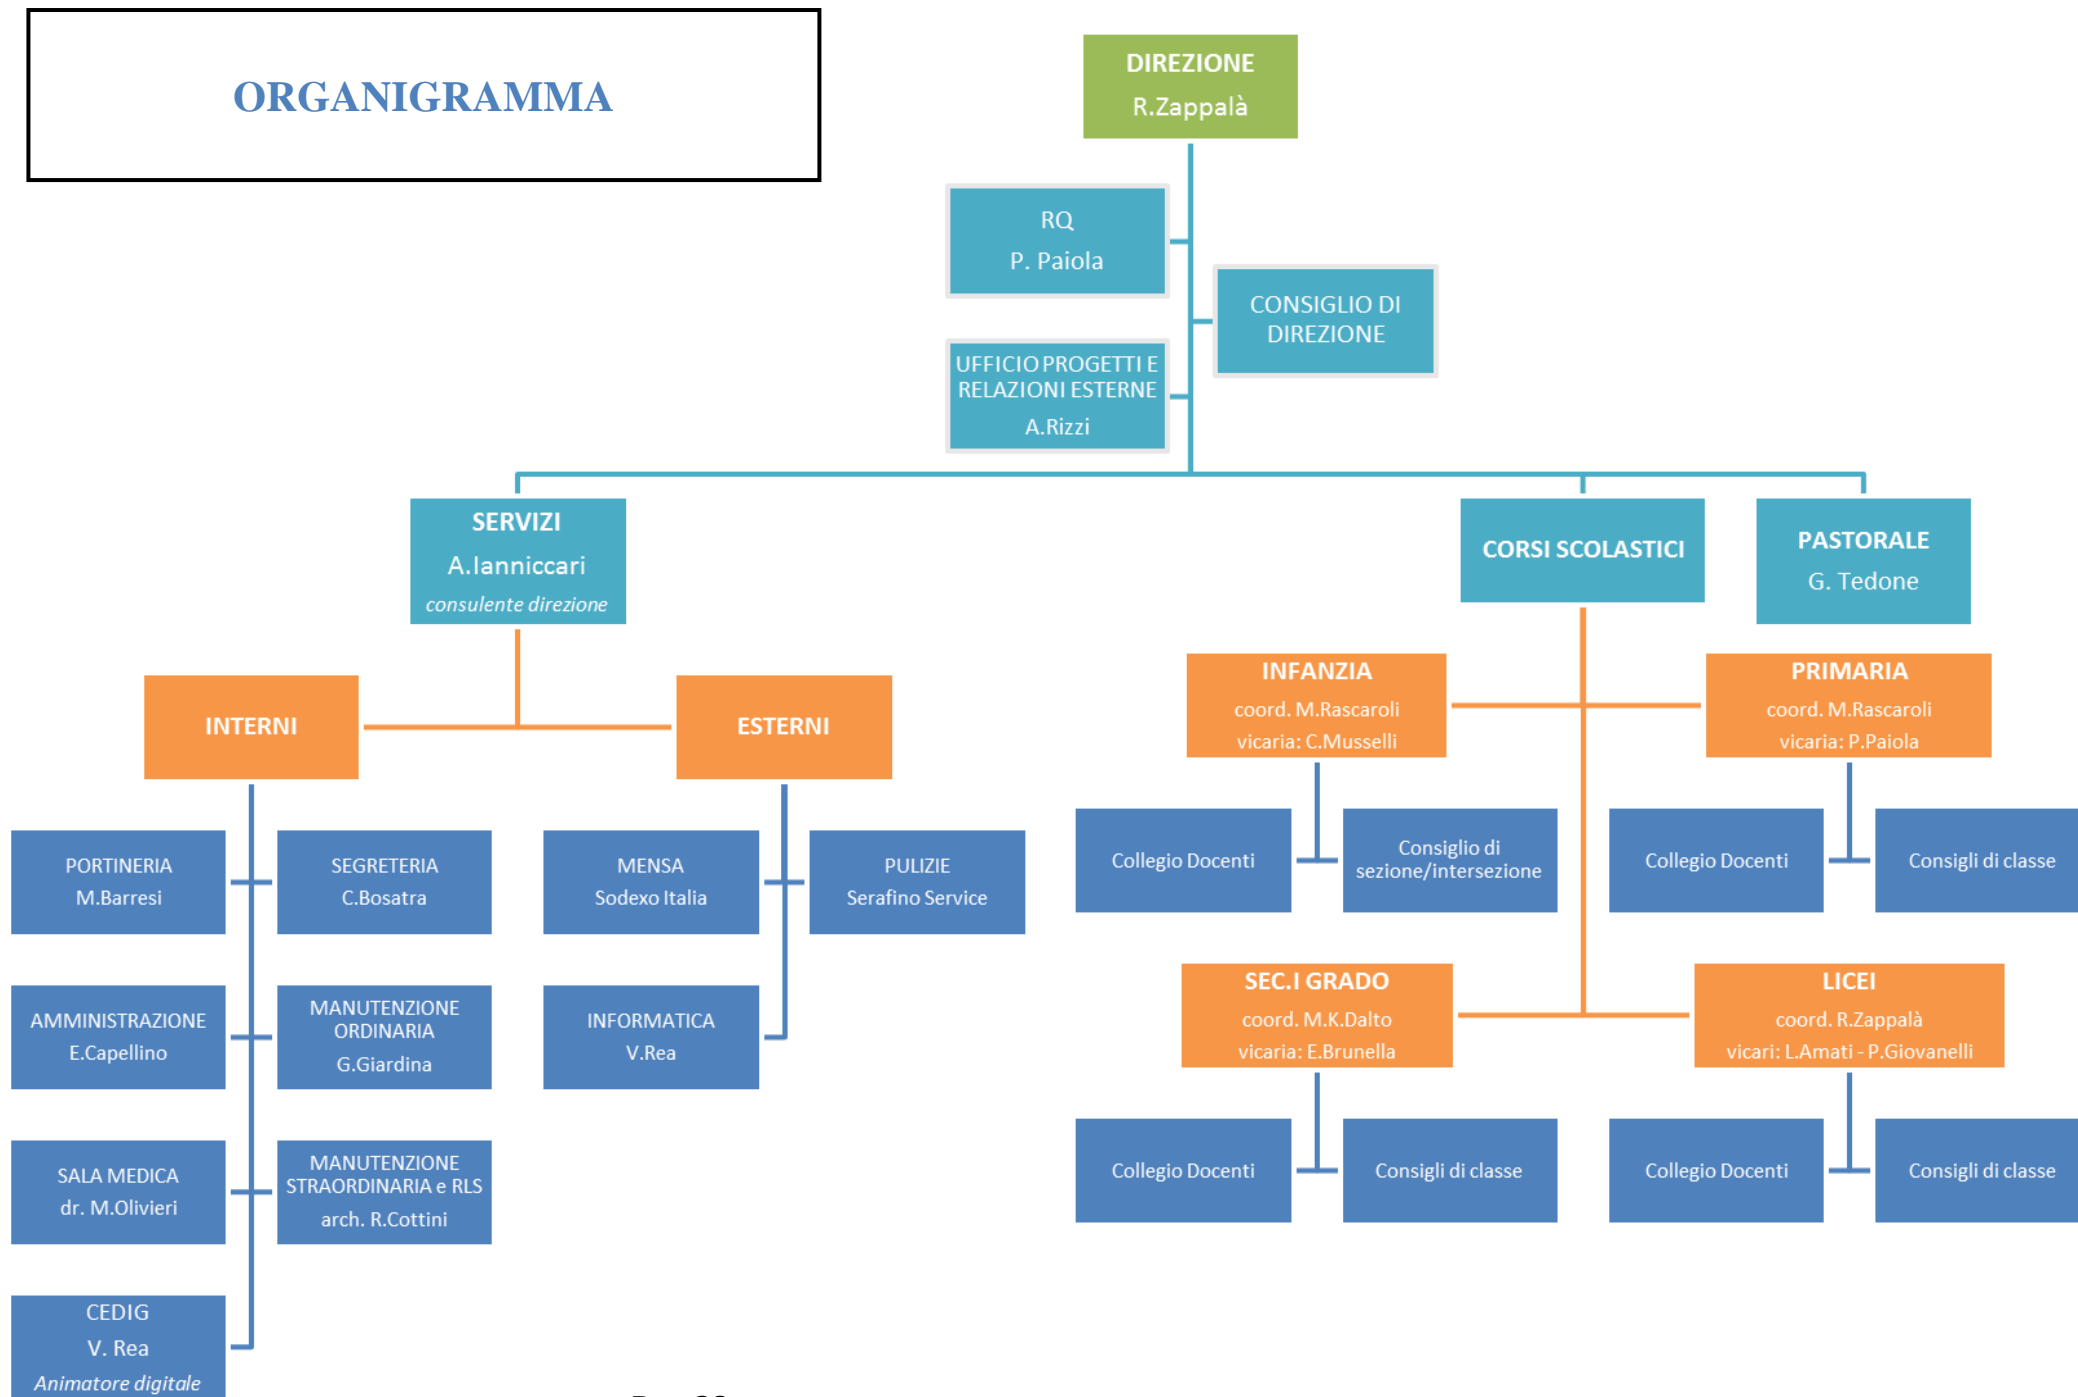 ORGANIGRAMMA
DIREZIONE
R.Zappalà
RQ
P. Paiola
CONSIGLIO DI
DIREZIONE
UFFICIO PROGETTI E
RELAZIONI ESTERNE
A.Rizzi
SERVIZI
A.Ianniccari
consulente direzione
CORSI SCOLASTICI
PASTORALE
G. Tedone
INTERNI
ESTERNI
INFANZIA
coord. M.Rascaroli
vicaria: C.Musselli
PRIMARIA
coord. M.Rascaroli
vicaria: P.Paiola
PORTINERIA
M.Barresi
SEGRETERIA
C.Bosatra
MENSA
Sodexo Italia
PULIZIE
Serafino Service
Collegio Docenti
Consiglio di
sezione/intersezione
Collegio Docenti
Consigli di classe
AMMINISTRAZIONE
E.Capellino
MANUTENZIONE
ORDINARIA
G.Giardina
INFORMATICA
V.Rea
SEC.I GRADO
coord. M.K.Dalto
vicaria: E.Brunella
LICEI
coord. R.Zappalà
vicari: L.Amati - P.Giovanelli
SALA MEDICA
dr. M.Olivieri
MANUTENZIONE
STRAORDINARIA e RLS
arch. R.Cottini
Collegio Docenti
Consigli di classe
Collegio Docenti
Consigli di classe
CEDIG
V. Rea
Animatore digitale